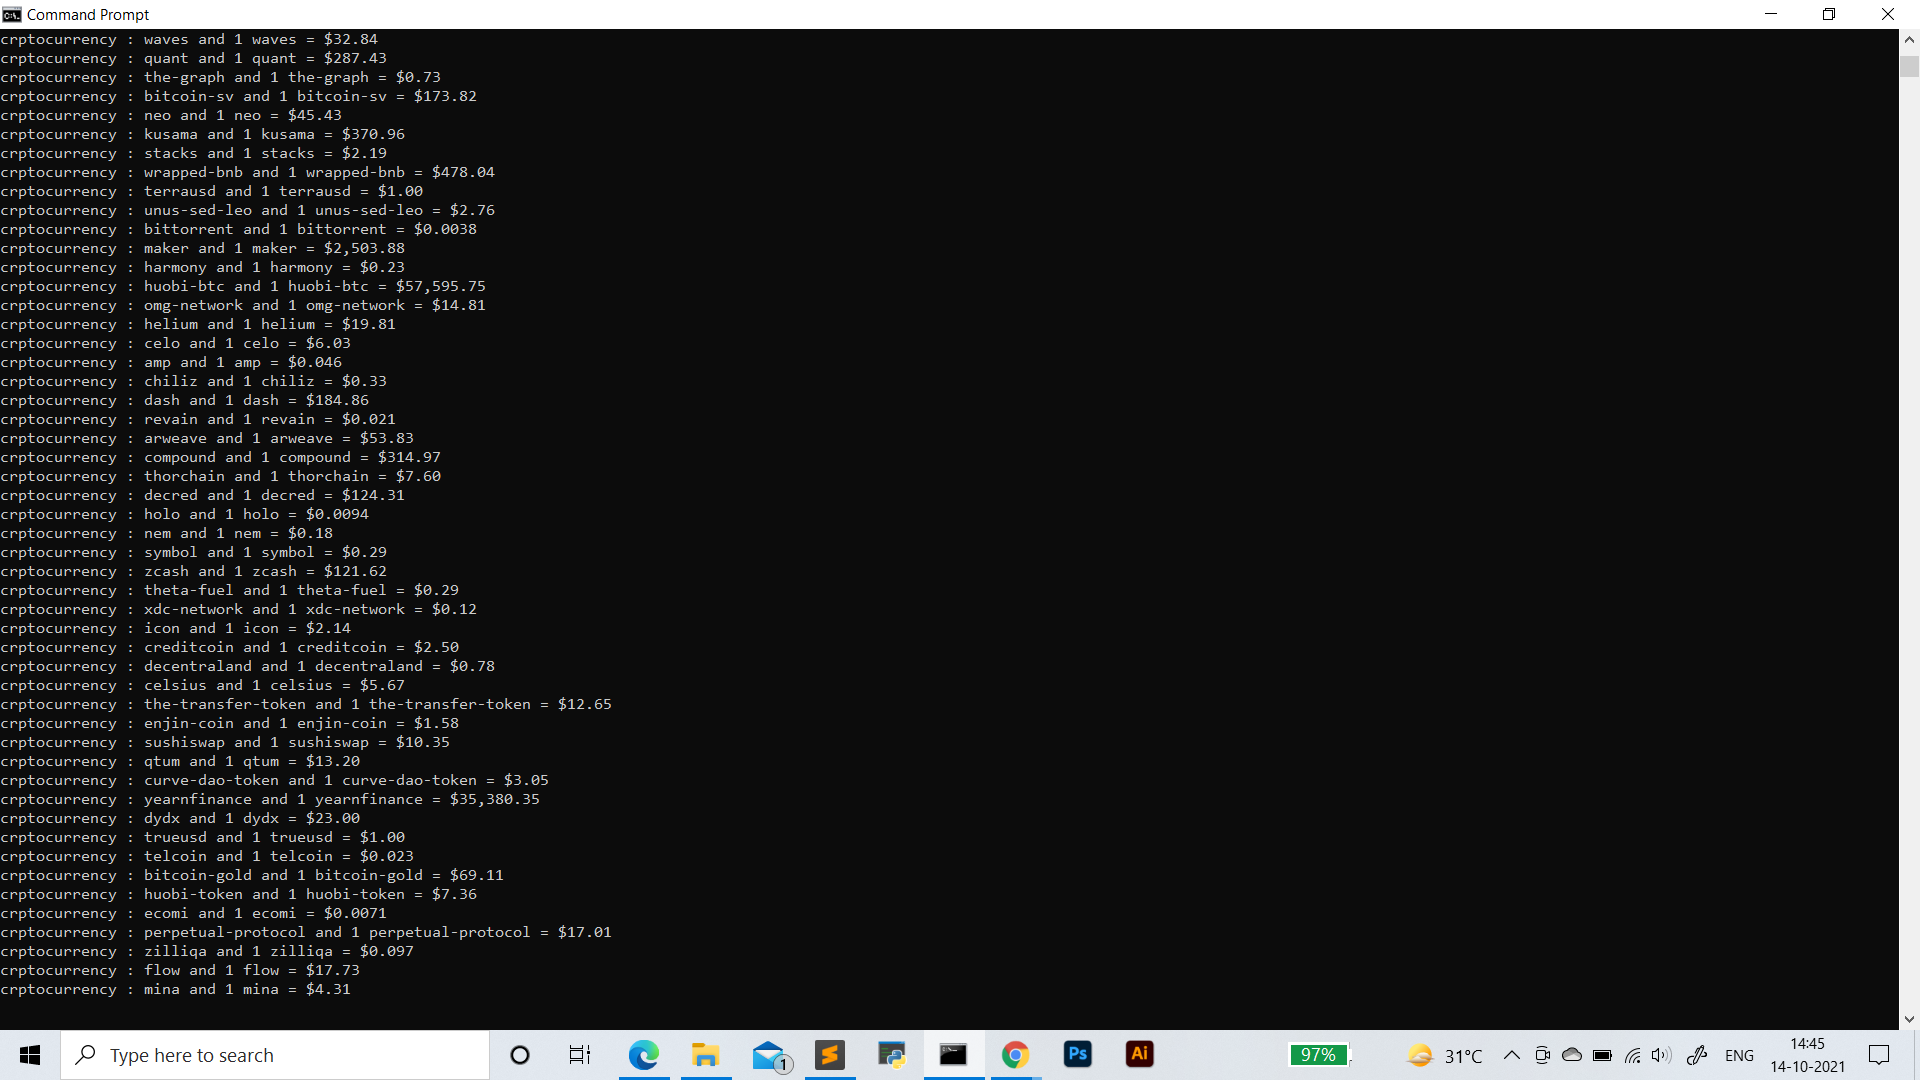 Command Prompt
crptocurrency : waves and 1 waves = $32.84
crptocurrency : quant and 1 quant = $287.43
crptocurrency : the-graph and 1 the-graph = $0.73
crptocurrency : bitcoin-sv and 1 bitcoin-sv = $173.82
crptocurrency : neo and 1 neo = $45.43
crptocurrency : kusama and 1 kusama = $370.96
crptocurrency : stacks and 1 stacks = $2.19
crptocurrency : wrapped-bnb and 1 wrapped-bnb = $478.04
crptocurrency : terrausd and 1 terrausd = $1.00
crptocurrency : unus-sed-leo and 1 unus-sed-leo = $2.76
crptocurrency : bittorrent and 1 bittorrent = $0.0038
crptocurrency : maker and 1 maker = $2,503.88
crptocurrency : harmony and 1 harmony = $0.23
crptocurrency : huobi-btc and 1 huobi-btc = $57,595.75
crptocurrency : omg-network and 1 omg-network = $14.81
crptocurrency : helium and 1 helium = $19.81
crptocurrency : celo and 1 celo = $6.03
crptocurrency : amp and 1 amp = $0.046
crptocurrency : chiliz and 1 chiliz = $0.33
crptocurrency : dash and 1 dash = $184.86
crptocurrency : revain and 1 revain = $0.021
crptocurrency : arweave and 1 arweave = $53.83
crptocurrency : compound and 1 compound = $314.97
crptocurrency : thorchain and 1 thorchain = $7.60
crptocurrency : decred and 1 decred = $124.31
crptocurrency : holo and 1 holo = $0.0094
crptocurrency : nem and 1 nem = $0.18
crptocurrency : symbol and 1 symbol = $0.29
crptocurrency : zcash and 1 zcash = $121.62
crptocurrency : theta-fuel and 1 theta-fuel = $0.29
crptocurrency : xdc-network and 1 xdc-network = $0.12
crptocurrency : icon and 1 icon = $2.14
crptocurrency : creditcoin and 1 creditcoin = $2.50
crptocurrency : decentraland and 1 decentraland = $0.78
crptocurrency : celsius and 1 celsius = $5.67
crptocurrency : the-transfer-token and 1 the-transfer-token = $12.65
crptocurrency : enjin-coin and 1 enjin-coin = $1.58
crptocurrency : sushiswap and 1 sushiswap = $10.35
crptocurrency : qtum and 1 qtum = $13.20
crptocurrency : curve-dao-token and 1 curve-dao-token = $3.05
crptocurrency : yearnfinance and 1 yearnfinance = $35,380.35
crptocurrency : dydx and 1 dydx = $23.00
crptocurrency : trueusd and 1 trueusd = $1.00
crptocurrency : telcoin and 1 telcoin = $0.023
crptocurrency : bitcoin-gold and 1 bitcoin-gold = $69.11
crptocurrency : huobi-token and 1 huobi-token = $7.36
crptocurrency : ecomi and 1 ecomi = $0.0071
crptocurrency : perpetual-protocol and 1 perpetual-protocol = $17.01
crptocurrency : zilliqa and 1 zilliqa = $0.097
crptocurrency : flow and 1 flow = $17.73
crptocurrency : mina and 1 mina = $4.31
Type here to search
1
Ps
Ai
97%
31°C
ENG
14:45
14-10-2021